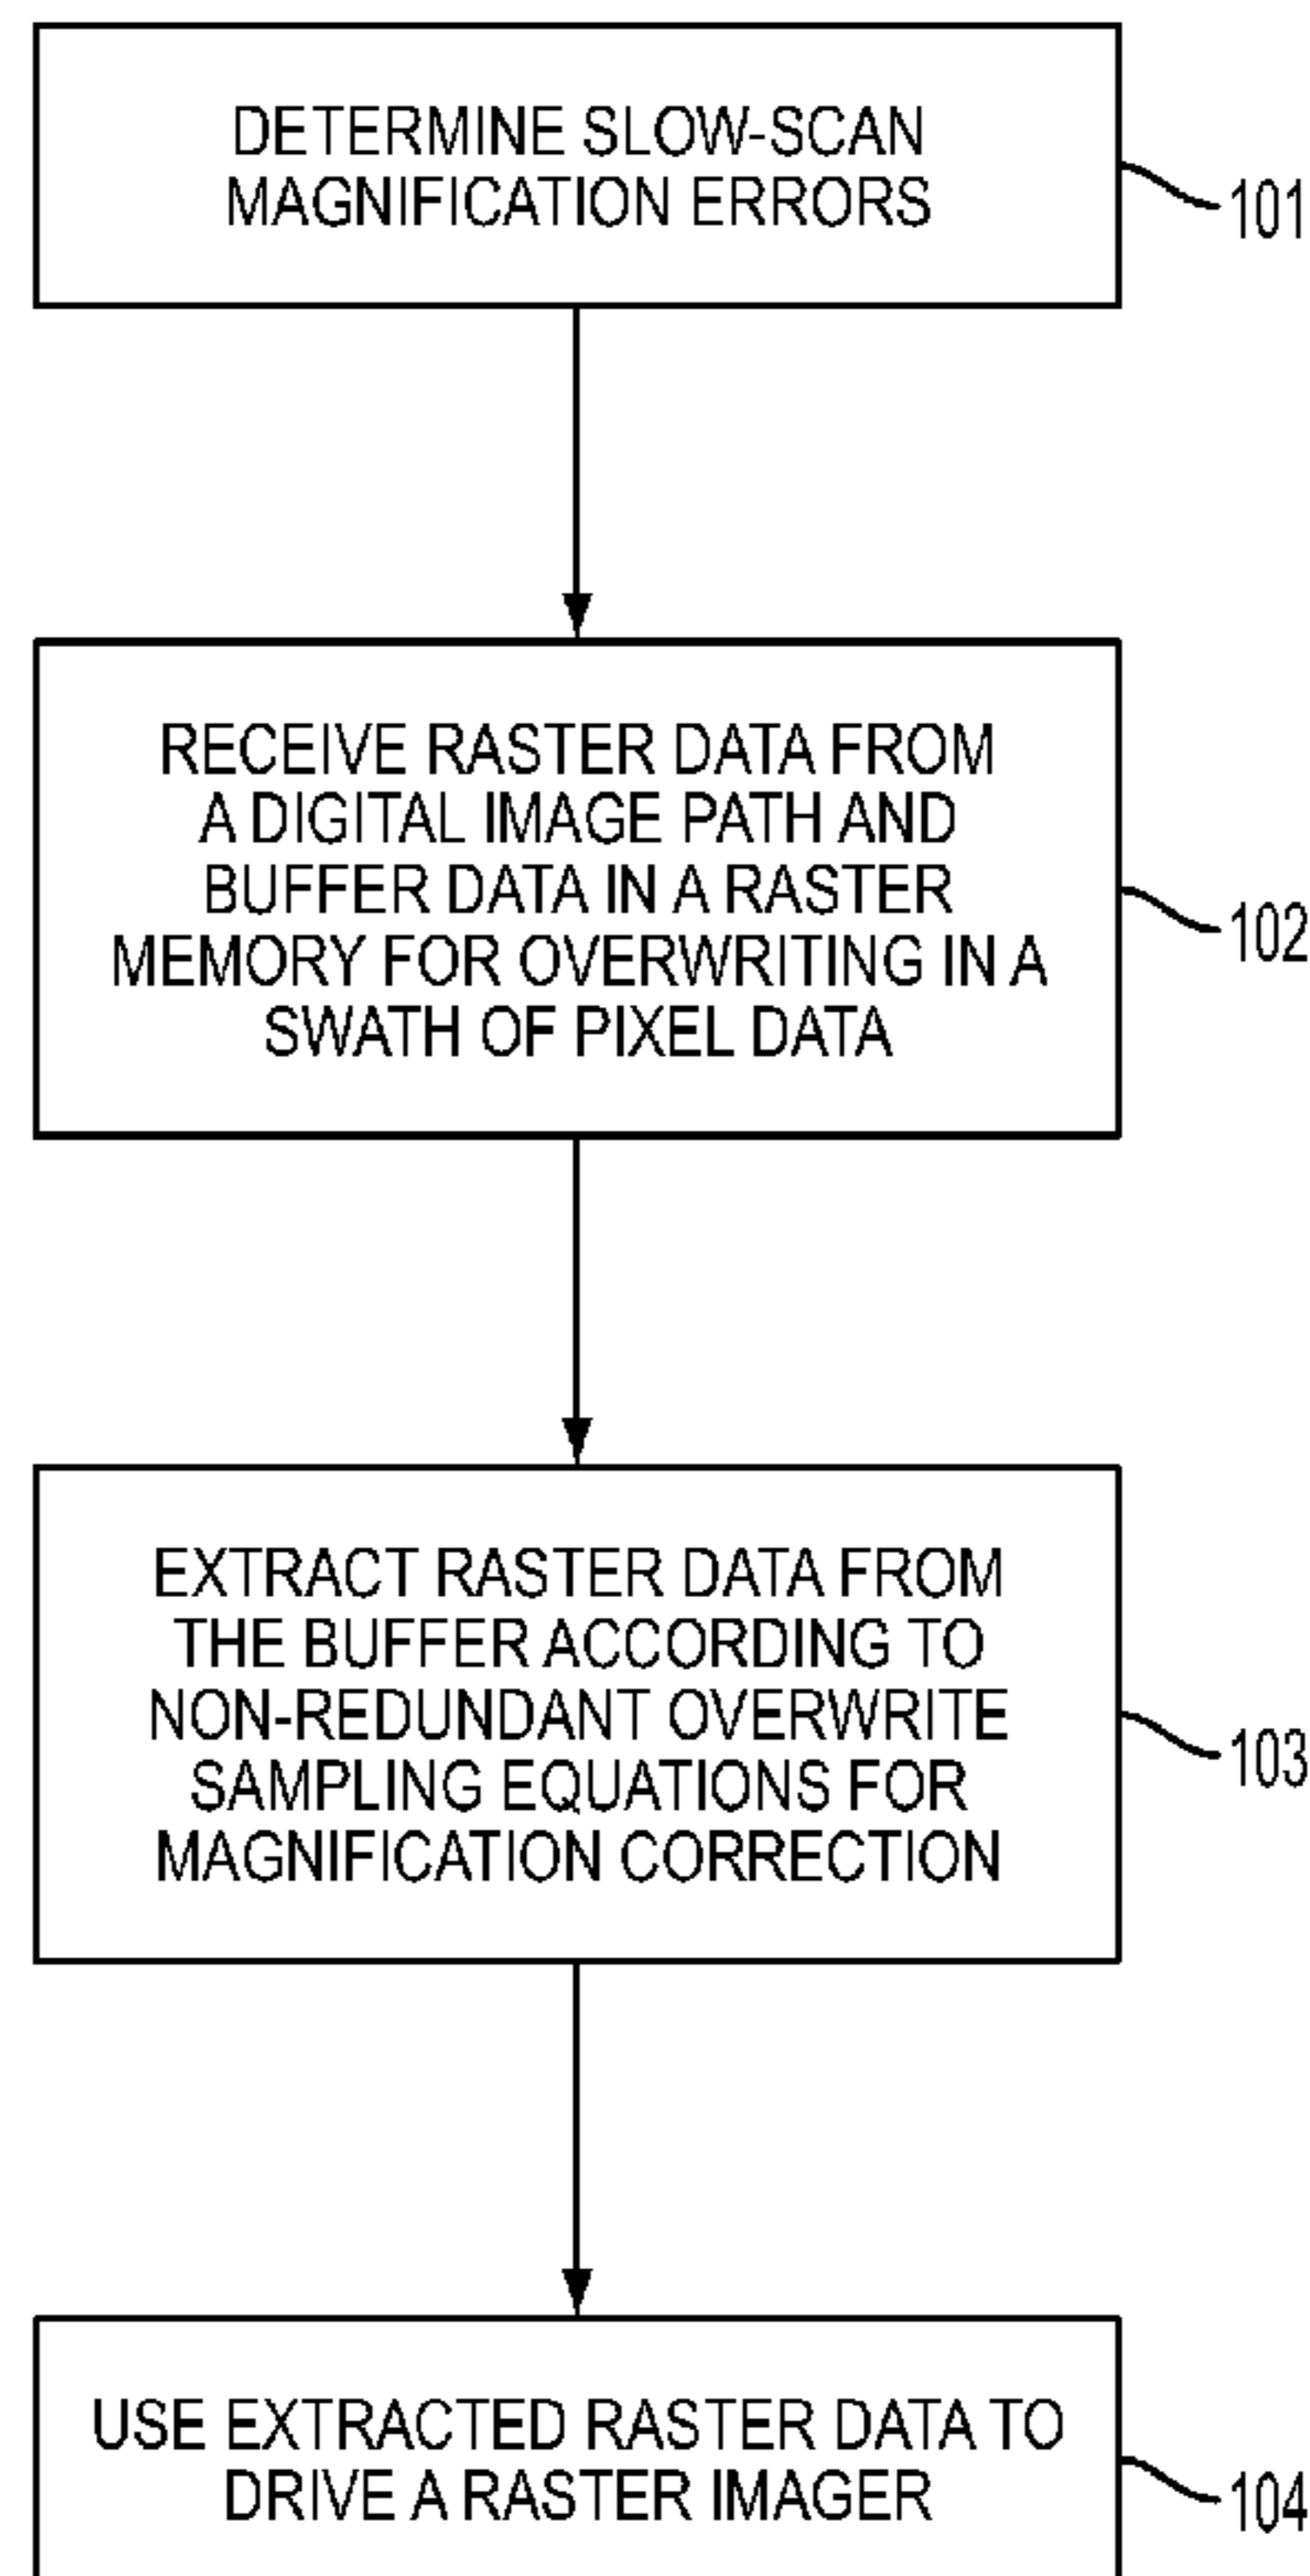 DETERMINE SLOW-SCAN
MAGNIFICATION ERRORS
101
RECEIVE RASTER DATA FROM
A DIGITAL IMAGE PATH AND
BUFFER DATA IN A RASTER
MEMORY FOR OVERWRITING IN A
SWATH OF PIXEL DATA
102
EXTRACT RASTER DATA FROM
THE BUFFER ACCORDING TO
NON-REDUNDANT OVERWRITE
SAMPLING EQUATIONS FOR
MAGNIFICATION CORRECTION
103
USE EXTRACTED RASTER DATA TO
DRIVE A RASTER IMAGER
104